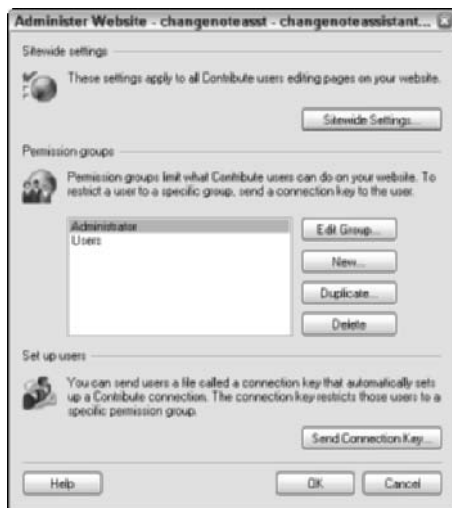 Administer Website - changenoteasst - changenoteassistant...
Sitewide settings
These settings apply to all Contribute users editing pages on your website.
Sitewide Settings...
Permission groups
Permission groups limit what Contribute users can do on your website. To
restrict a user to a specific group, send a connection key to the user.
Administrator
Users
Edit Group...
New...
Duplicate...
Delete
Set up users
You can send users a file called a connection key that automatically sets
up a Contribute connection. The connection key restricts those users to a
specific permission group.
Send Connection Key...
Help
OK
Cancel